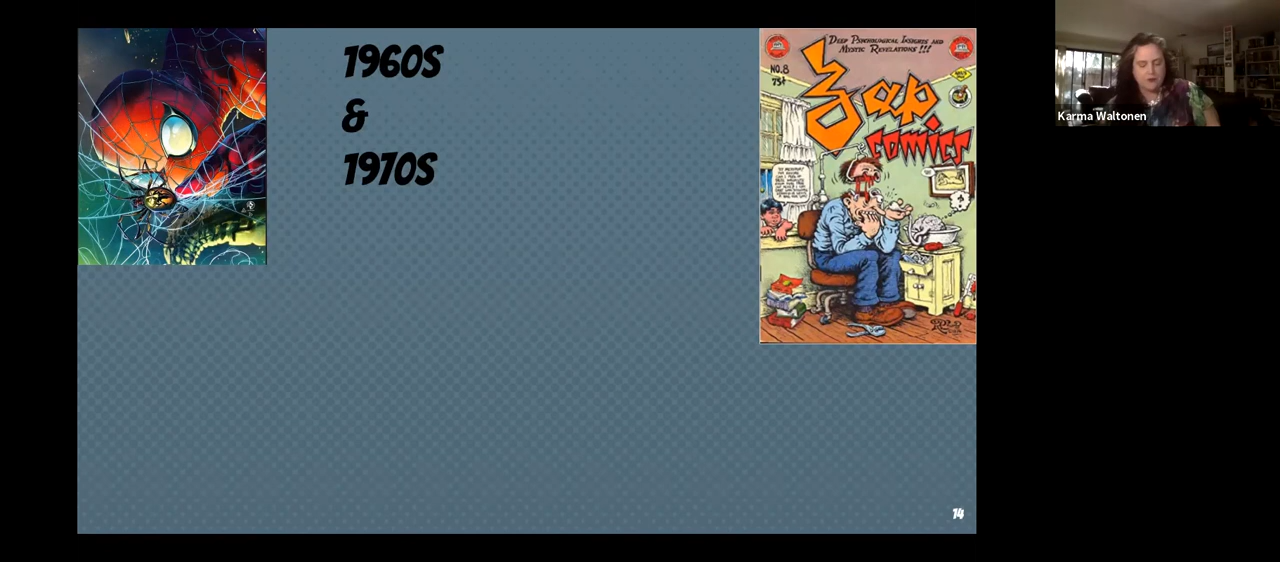 1960S
&
1970S
DEEP PSYCHOLOGICAL INSIGHTS AND
MYSTIC REVELATIONS!!!
NO.8
75¢
Zap
COMICS
14
Karma Waltonen